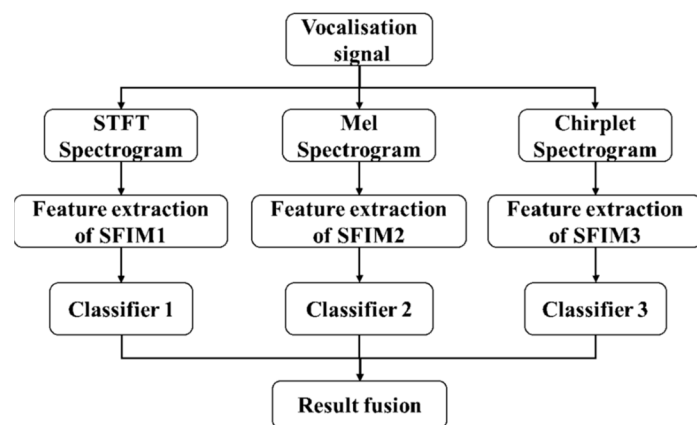 Vocalisation
signal
STFT
Spectrogram
Mel
Spectrogram
Chirplet
Spectrogram
Feature extraction
of SFIM1
Feature extraction
of SFIM2
Feature extraction
of SFIM3
Classifier 1
Classifier 2
Classifier 3
Result fusion